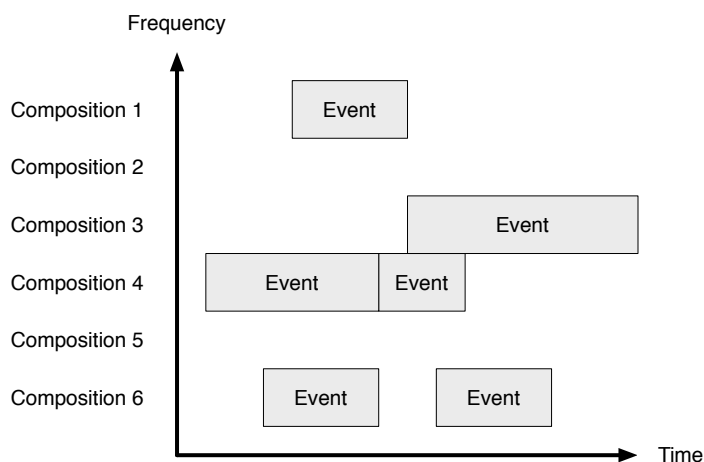 Frequency
Composition 1
Event
Composition 2
Composition 3
Event
Composition 4
Event
Event
Composition 5
Composition 6
Event
Event
Time